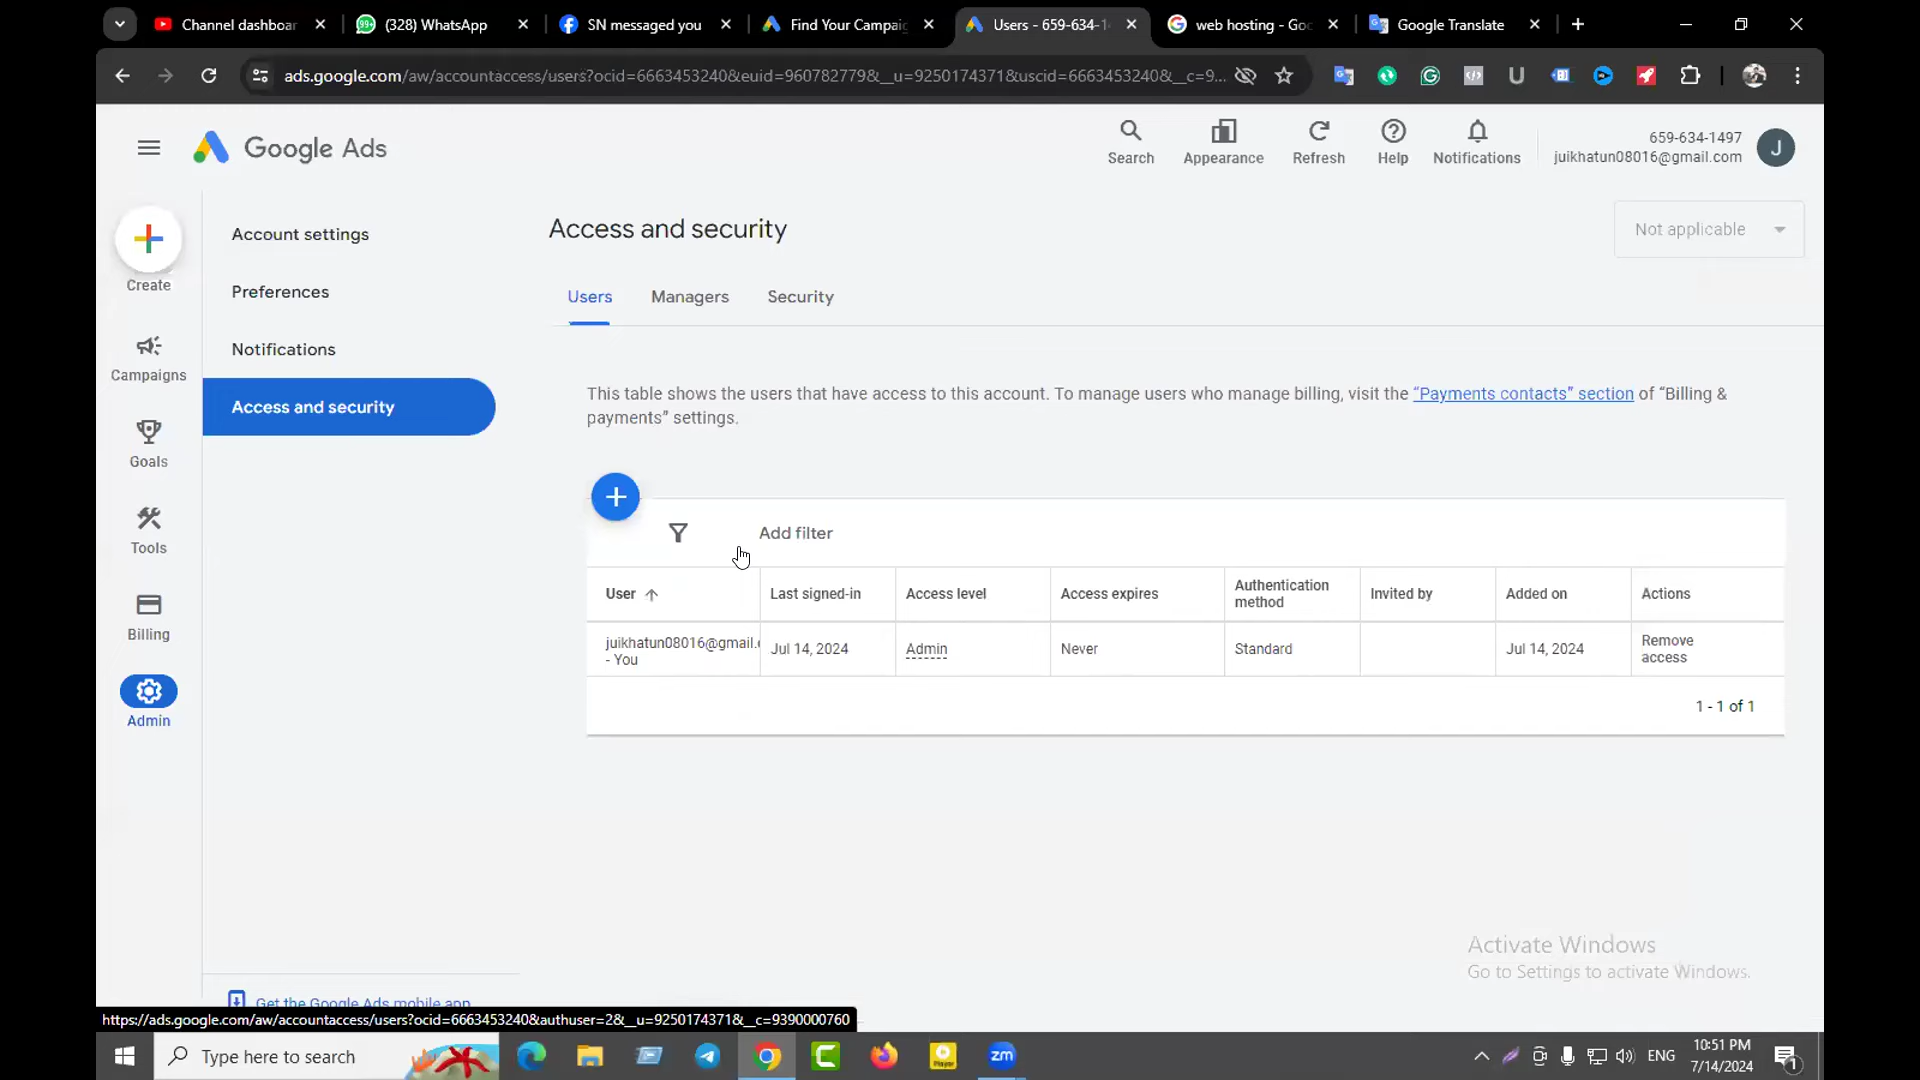 Channel dashboar
(328) WhatsApp
SN messaged you
Find Your Campaig
Users - 659-634-1
web hosting - Goo
Google Translate
ads.google.com/aw/accountaccess/users?ocid=6663453240&euid=960782779&__u=9250174371&uscid=6663453240&__c=9...
Google Ads
Search
Appearance
Refresh
Help
Notifications
659-634-1497
juikhatun08016@gmail.com
J
Create
Campaigns
Goals
Tools
Billing
Admin
Account settings
Preferences
Notifications
Access and security
Get the Google Ads mobile app
Access and security
Not applicable
Users
Managers
Security
This table shows the users that have access to this account. To manage users who manage billing, visit the “Payments contacts” section of “Billing &
payments” settings.
Add filter
User
Last signed-in
Access level
Access expires
Authentication
method
Invited by
Added on
Actions
juikhatun08016@gmail.
- You
Jul 14, 2024
Admin
Never
Standard
Jul 14, 2024
Remove
access
1 - 1 of 1
Activate Windows
Go to Settings to activate Windows.
https://ads.google.com/aw/accountaccess/users?ocid=6663453240&authuser=2&__u=9250174371&__c=9390000760
Type here to search
zm
ENG
10:51 PM
7/14/2024
1